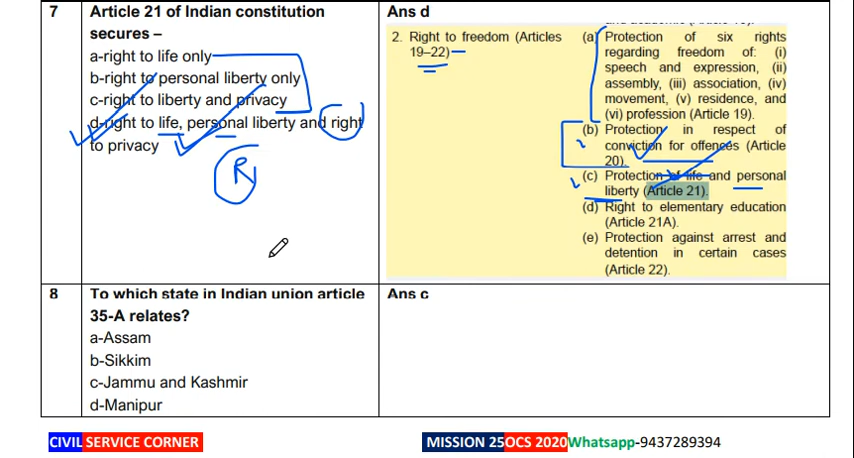 7
Article 21 of Indian constitution
secures –
a-right to life only
b-right to personal liberty only
c-right to liberty and privacy
d-right to life, personal liberty and right
to privacy
R
Ans d
2. Right to freedom (Articles
19–22)
(a) Protection of six rights
regarding freedom of: (i)
speech and expression, (ii)
assembly, (iii) association, (iv)
movement, (v) residence, and
(vi) profession (Article 19).
(b) Protection in respect of
conviction for offences (Article
20).
(c) Protection of life and personal
liberty (Article 21).
(d) Right to elementary education
(Article 21A).
(e) Protection against arrest and
detention in certain cases
(Article 22).
8
To which state in Indian union article
35-A relates?
a-Assam
b-Sikkim
c-Jammu and Kashmir
d-Manipur
Ans c
CIVIL SERVICE CORNER
MISSION 25OCS 2020Whatsapp-9437289394